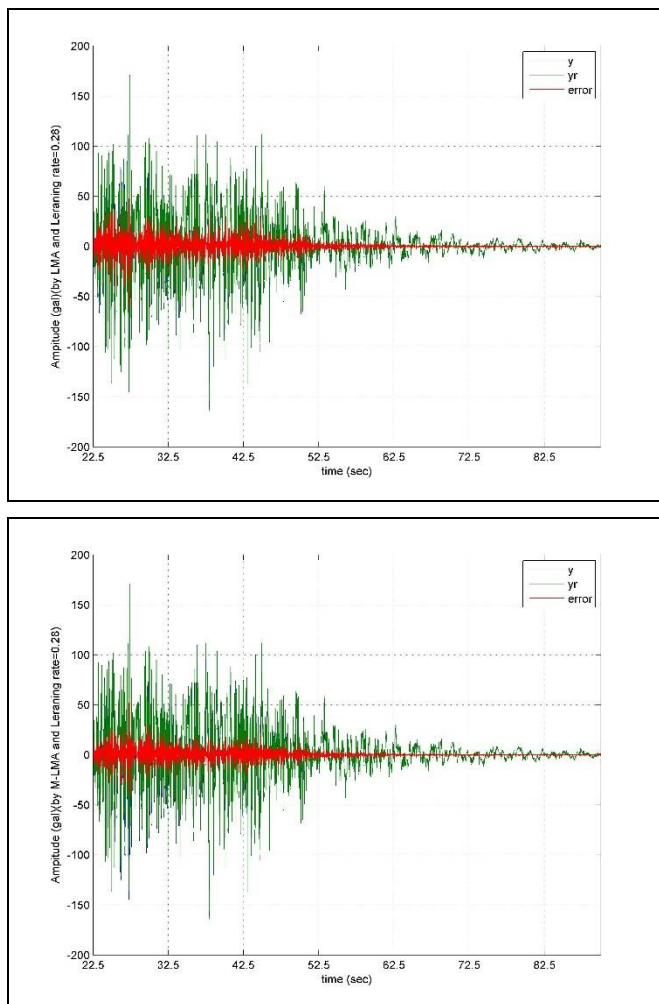 200
150
100
50
0
-50
-100
-150
-200
22.5 32.5 42.5 52.5 62.5 72.5 82.5
time (sec)
Ampitude (gal)(by LMA and Leraning rate=0.28)
y
yr
error
200
150
100
50
0
-50
-100
-150
-200
22.5 32.5 42.5 52.5 62.5 72.5 82.5
time (sec)
Ampitude (gal)(by M-LMA and Leraning rate=0.28)
y
yr
error